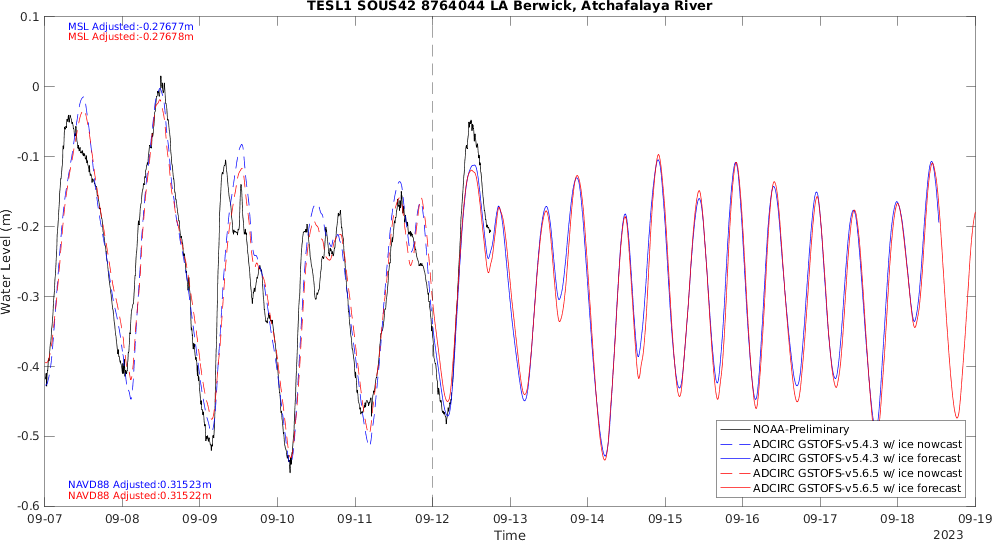 TESL1 SOUS42 8764044 LA Berwick, Atchafalaya River
MSL Adjusted:-0.27677m
MSL Adjusted:-0.27678m
0.1
0
-0.1
-0.2
-0.3
-0.4
-0.5
-0.6
Water Level (m)
NAVD88 Adjusted:0.31523m
NAVD88 Adjusted:0.31522m
NOAA-Preliminary
ADCIRC GSTOFS-v5.4.3 w/ ice nowcast
ADCIRC GSTOFS-v5.4.3 w/ ice forecast
ADCIRC GSTOFS-v5.6.5 w/ ice nowcast
ADCIRC GSTOFS-v5.6.5 w/ ice forecast
09-07 09-08 09-09 09-10 09-11 09-12 09-13 09-14 09-15 09-16 09-17 09-18 09-19
Time
2023